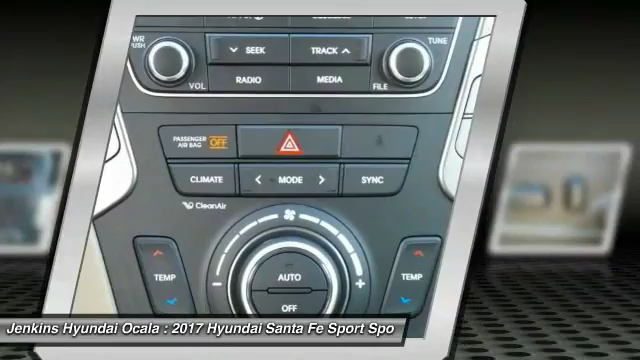 PWR
PUSH
VOL
SEEK
TRACK
TUNE
RADIO
MEDIA
FILE
PASSENGER
AIR BAG OFF
CLIMATE
MODE
SYNC
CleanAir
TEMP
AUTO
TEMP
OFF
Jenkins Hyundai Ocala : 2017 Hyundai Santa Fe Sport Spo